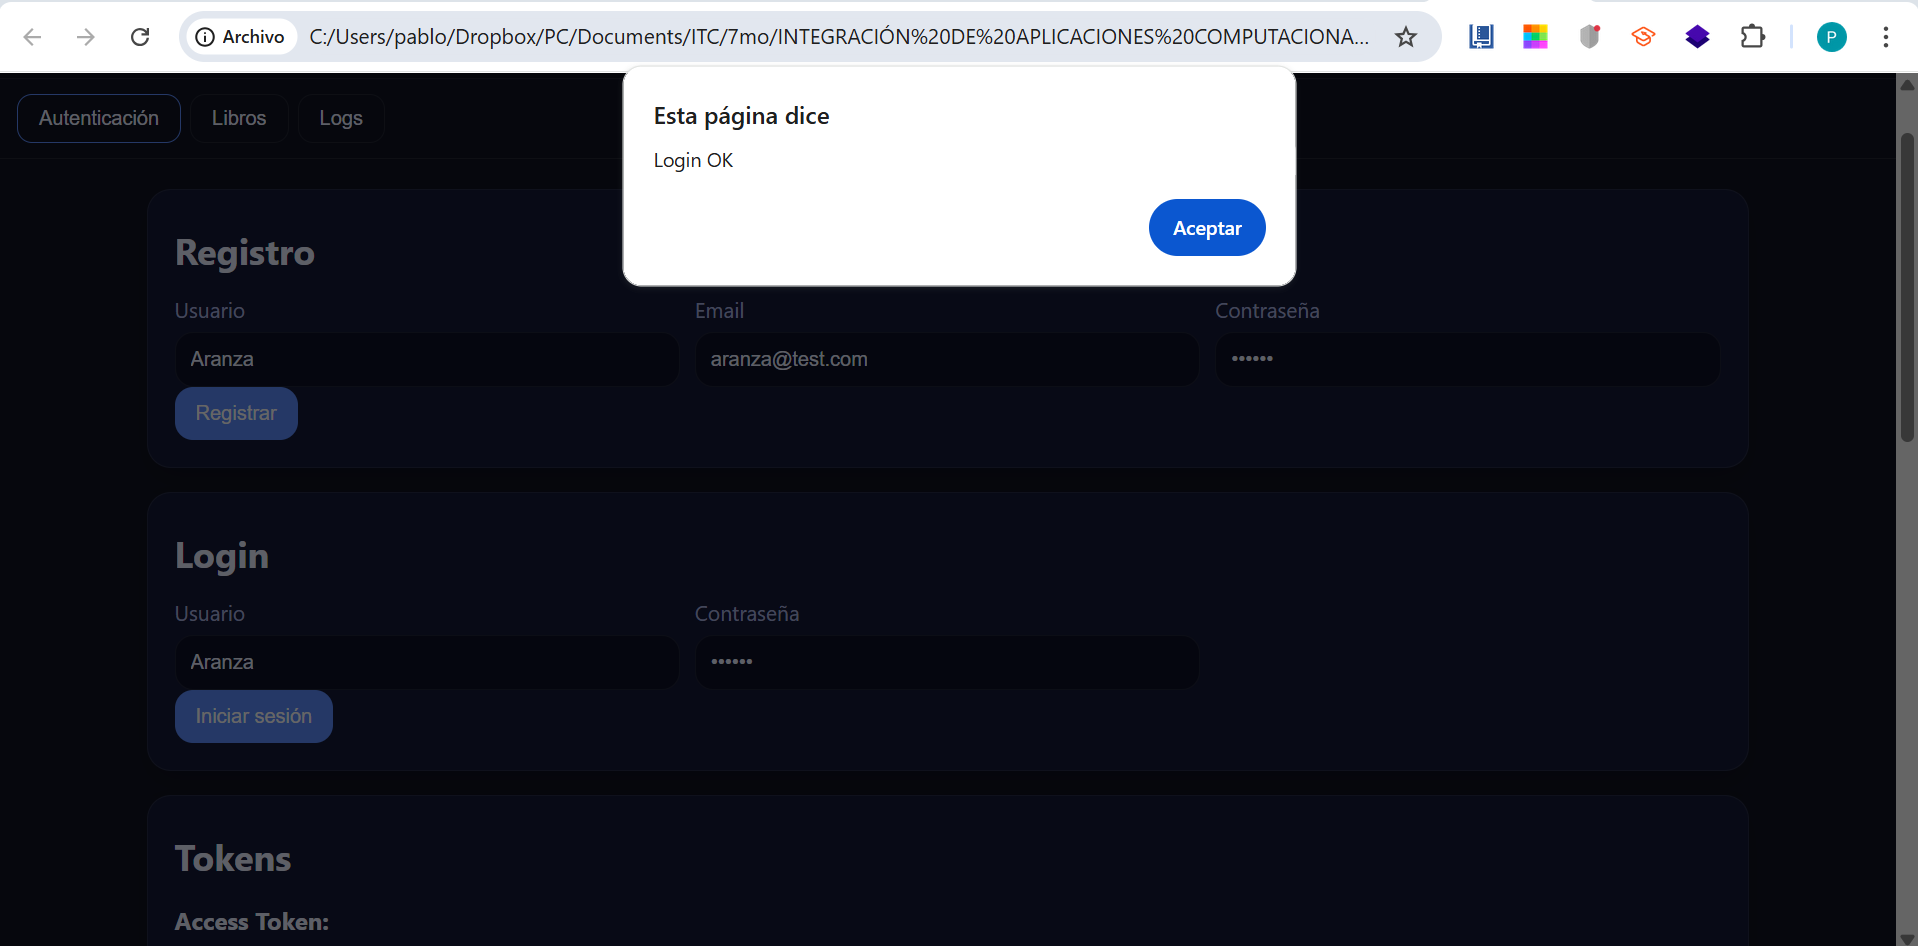 Archivo C:/Users/pablo/Dropbox/PC/Documents/ITC/7mo/INTEGRACIÓN%20DE%20APLICACIONES%20COMPUTACIONA... P
Esta página dice
Login OK
Aceptar
Autenticación Libros Logs
Registro
Usuario Email Contraseña
Aranza aranza@test.com ••••••
Registrar
Login
Usuario Contraseña
Aranza ••••••
Iniciar sesión
Tokens
Access Token: